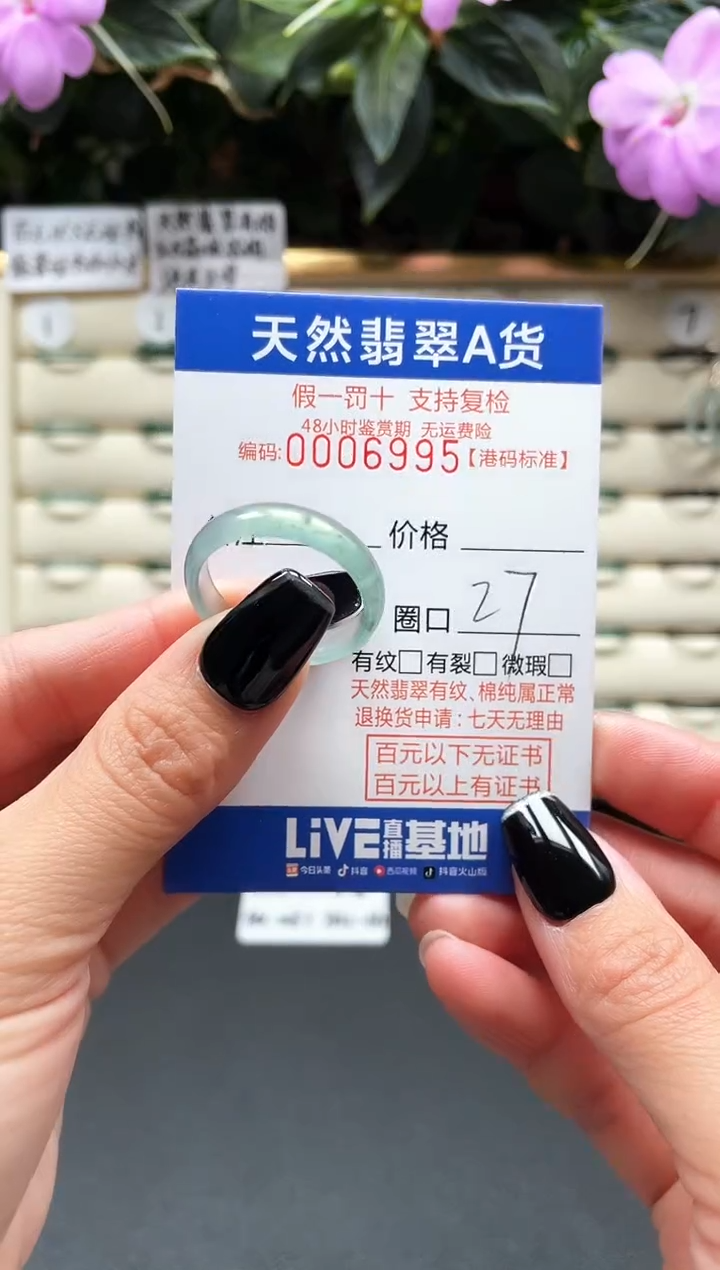 天然翡翠A货
假一罚十 支持复检
48小时鉴赏期 无运费险
编码:0006995【港码标准】
价格
圈口 27
有纹□ 有裂□ 微瑕□
天然翡翠有纹、棉纯属正常
退换货申请:七天无理由
百元以下无证书
百元以上有证书
LiVE直播基地
今日头条 抖音 西瓜视频 抖音火山版